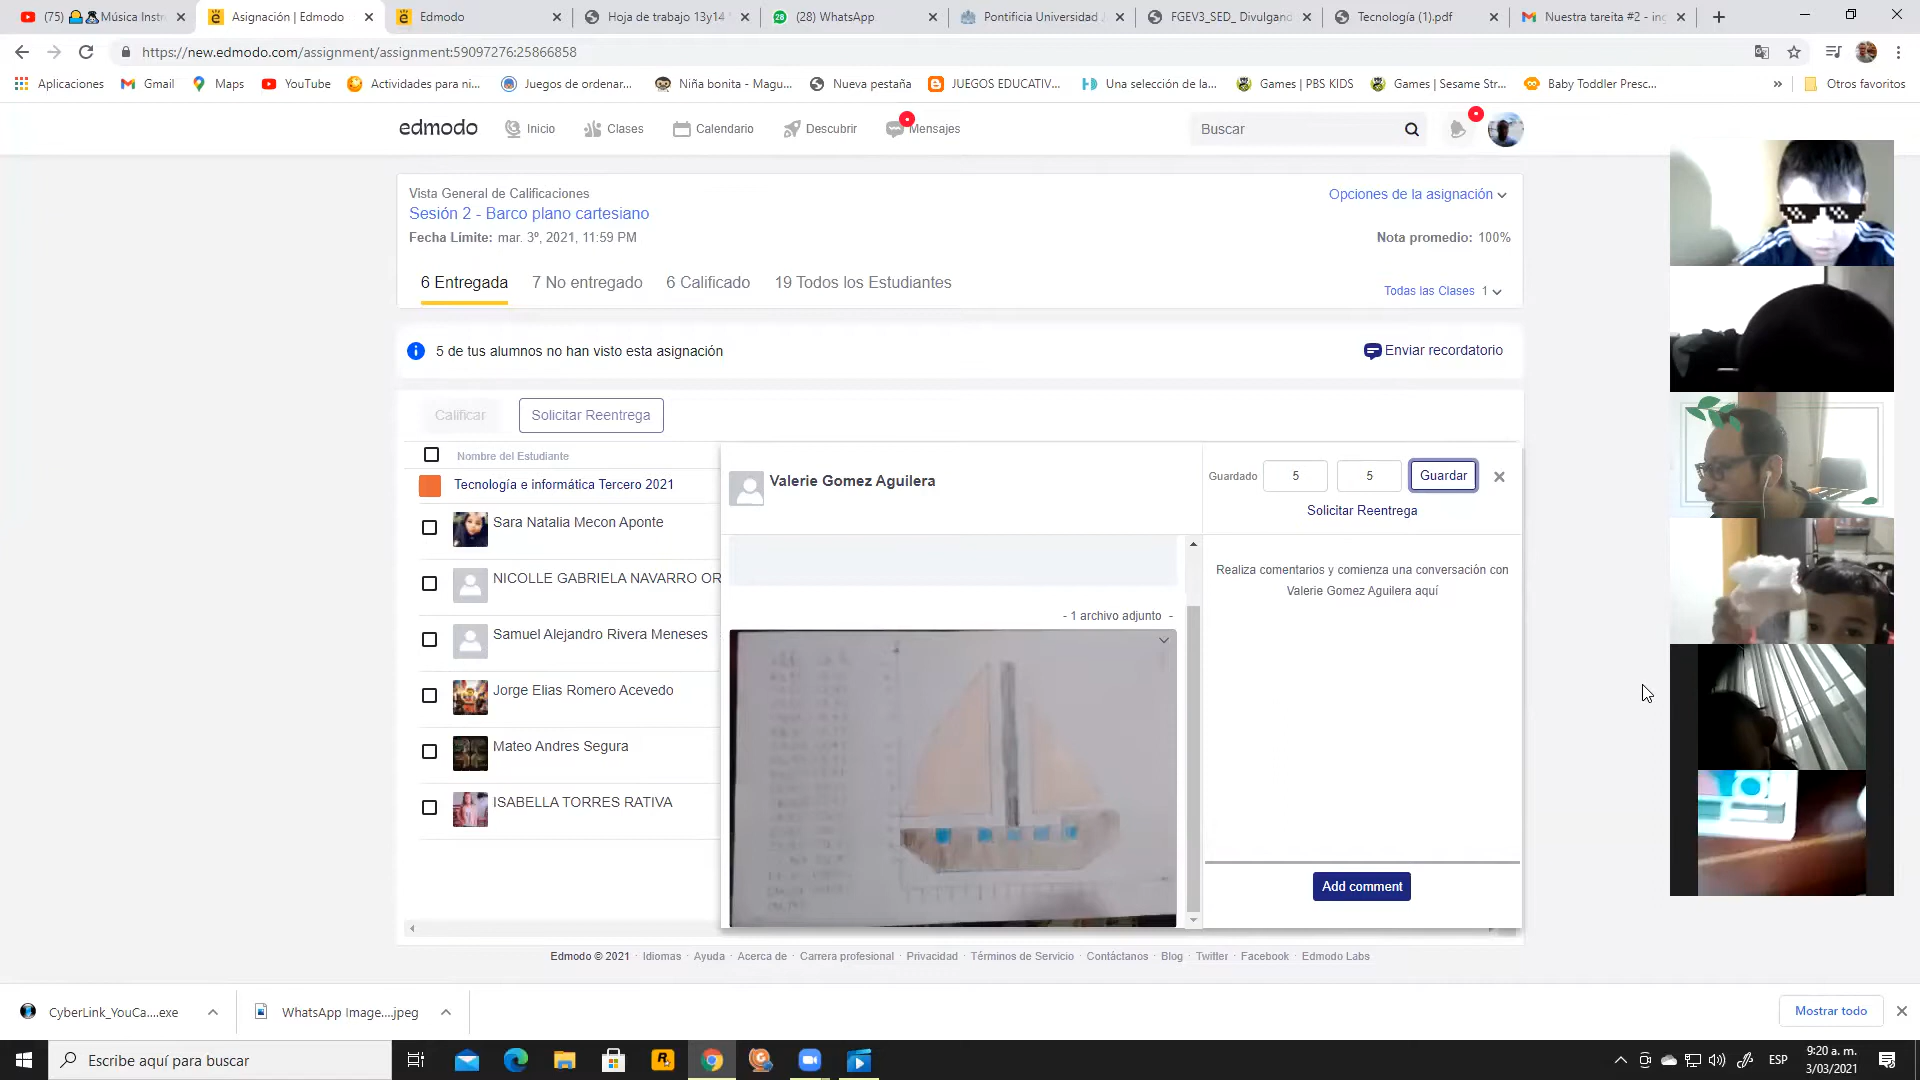 (75) Música Instr
Asignación | Edmodo
Edmodo
Hoja de trabajo 13y14
(28) WhatsApp
Pontificia Universidad
FGEV3_SED_ Divulgand
Tecnología (1).pdf
Nuestra tareita #2 - in
https://new.edmodo.com/assignment/assignment:59097276:25866858
Aplicaciones
Gmail
Maps
YouTube
Actividades para ni...
Juegos de ordenar...
Niña bonita - Magu...
Nueva pestaña
JUEGOS EDUCATIV...
Una selección de la...
Games | PBS KIDS
Games | Sesame Str...
Baby Toddler Presc...
»
Otros favoritos
edmodo
Inicio
Clases
Calendario
Descubrir
Mensajes
Buscar
Vista General de Calificaciones
Opciones de la asignación
Sesión 2 - Barco plano cartesiano
Fecha Limite: mar. 3º, 2021, 11:59 PM
Nota promedio: 100%
6 Entregada
7 No entregado
6 Calificado
19 Todos los Estudiantes
Todas las Clases 1
5 de tus alumnos no han visto esta asignación
Enviar recordatorio
Calificar
Solicitar Reentrega
Nombre del Estudiante
Tecnología e informática Tercero 2021
Sara Natalia Mecon Aponte
NICOLLE GABRIELA NAVARRO OR
Samuel Alejandro Rivera Meneses
Jorge Elias Romero Acevedo
Mateo Andres Segura
ISABELLA TORRES RATIVA
Valerie Gomez Aguilera
Guardado
5
5
Guardar
Solicitar Reentrega
- 1 archivo adjunto -
Realiza comentarios y comienza una conversación con
Valerie Gomez Aguilera aquí
Add comment
Edmodo © 2021 · Idiomas · Ayuda · Acerca de · Carrera profesional · Privacidad · Términos de Servicio · Contáctanos · Blog · Twitter · Facebook · Edmodo Labs
CyberLink_YouCa....exe
WhatsApp Image....jpeg
Mostrar todo
Escribe aquí para buscar
ESP
9:20 a. m.
3/03/2021